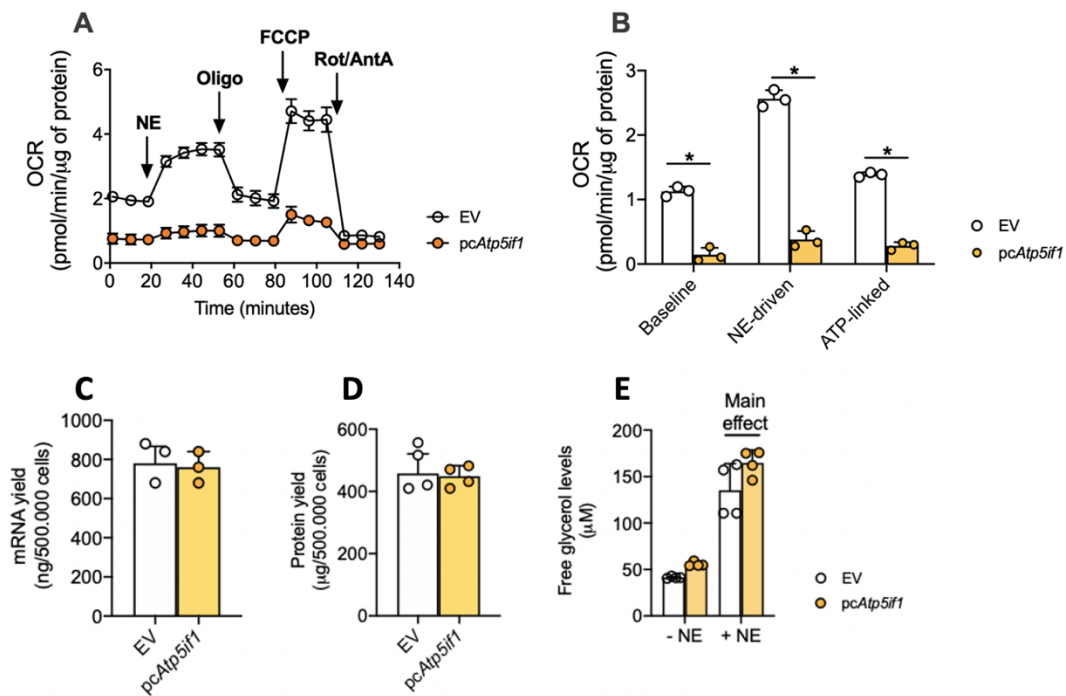 A
B
OCR
(pmol/min/µg of protein)
6
4
2
0
NE
Oligo
FCCP
Rot/AntA
0 20 40 60 80 100 120 140
Time (minutes)
EV
pcAtp5if1
OCR
(pmol/min/µg of protein)
3
2
1
0
*
*
*
Baseline
NE-driven
ATP-linked
EV
pcAtp5if1
C
D
E
mRNA yield
(ng/500.000 cells)
1000
800
600
400
200
0
EV
pcAtp5if1
Protein yield
(µg/500.000 cells)
600
400
200
0
EV
pcAtp5if1
Free glycerol levels
(µM)
200
150
100
50
0
Main
effect
- NE + NE
EV
pcAtp5if1